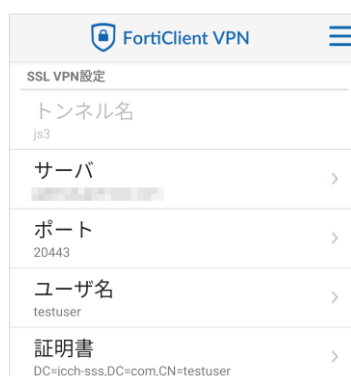 FortiClient VPN
SSL VPN設定
トンネル名
js3
サーバ
ポート
20443
ユーザ名
testuser
証明書
DC=jcch-sss,DC=com,CN=testuser